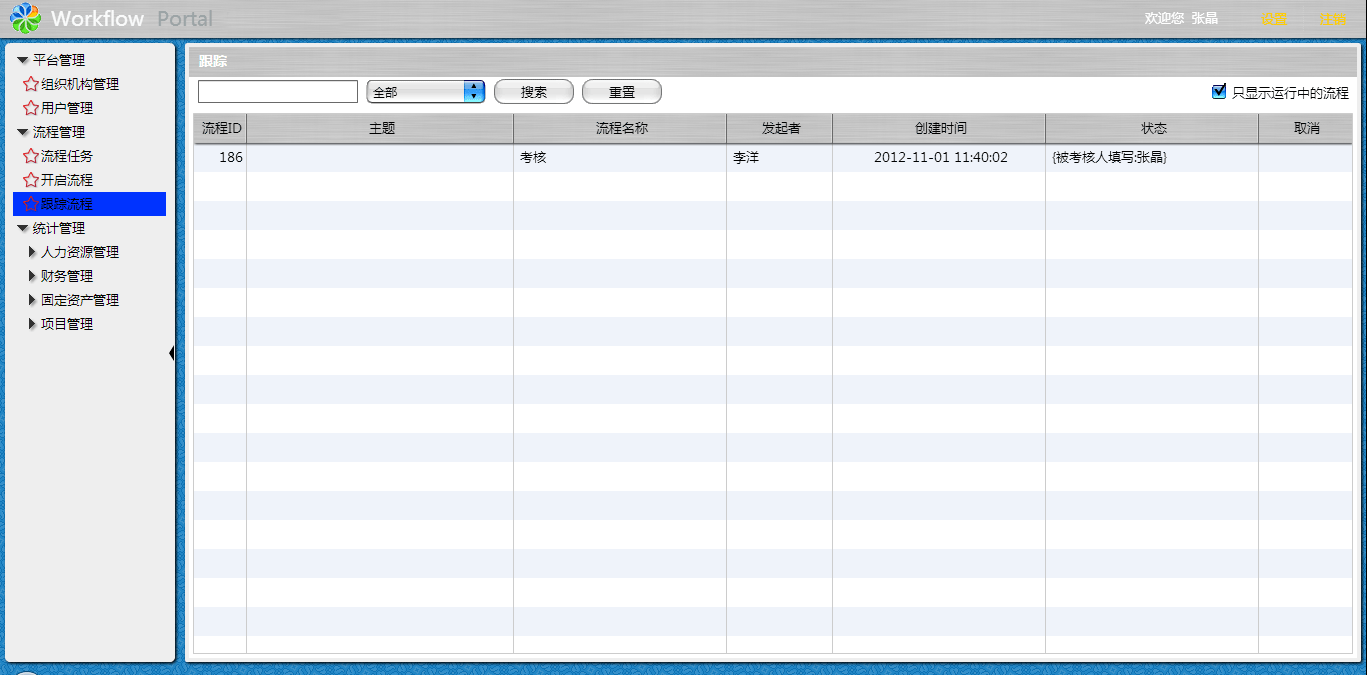 Workflow Portal
欢迎您 张晶
平台管理
组织机构管理
用户管理
流程管理
流程任务
开启流程
跟踪流程
统计管理
人力资源管理
财务管理
固定资产管理
项目管理
跟踪
全部 搜索 重置 只显示运行中的流程
流程ID 主题 流程名称 发起者 创建时间 状态 取消
186 考核 李洋 2012-11-01 11:40:02 {被考核人填写:张晶}